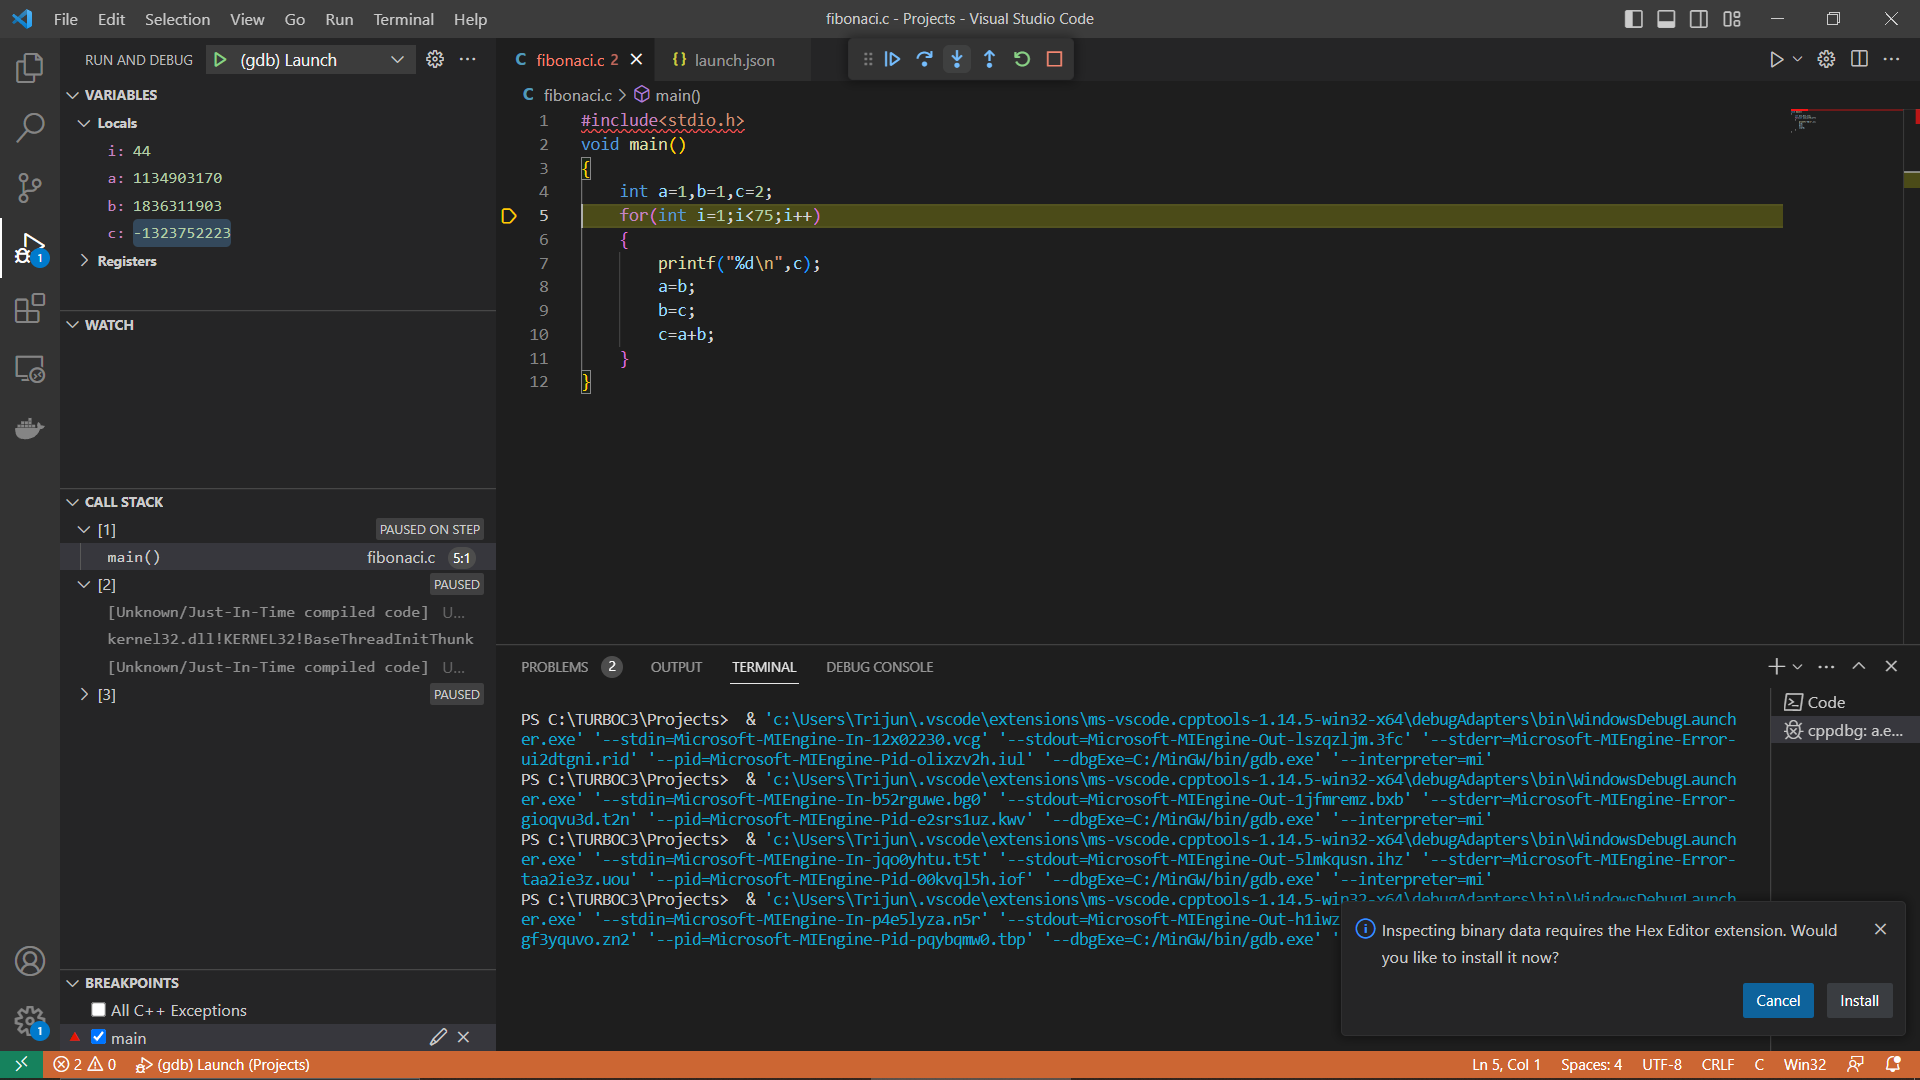 File Edit Selection View Go Run Terminal Help
fibonaci.c - Projects - Visual Studio Code
RUN AND DEBUG (gdb) Launch
VARIABLES
Locals
i: 44
a: 1134903170
b: 1836311903
c: -1323752223
Registers
WATCH
CALL STACK
[1] PAUSED ON STEP
main() fibonaci.c 5:1
[2] PAUSED
[Unknown/Just-In-Time compiled code] U...
kernel32.dll!KERNEL32!BaseThreadInitThunk
[Unknown/Just-In-Time compiled code] U...
[3] PAUSED
BREAKPOINTS
All C++ Exceptions
main
1
1
C fibonaci.c 2 {} launch.json
C fibonaci.c > main()
1 #include<stdio.h>
2 void main()
3 {
4 int a=1,b=1,c=2;
5 for(int i=1;i<75;i++)
6 {
7 printf("%d\n",c);
8 a=b;
9 b=c;
10 c=a+b;
11 }
12 }
PROBLEMS 2 OUTPUT TERMINAL DEBUG CONSOLE
PS C:\TURBOC3\Projects> & 'c:\Users\Trijun\.vscode\extensions\ms-vscode.cpptools-1.14.5-win32-x64\debugAdapters\bin\WindowsDebugLaunch
er.exe' '--stdin=Microsoft-MIEngine-In-12x02230.vcg' '--stdout=Microsoft-MIEngine-Out-lszqzljm.3fc' '--stderr=Microsoft-MIEngine-Error-
ui2dtgni.rid' '--pid=Microsoft-MIEngine-Pid-olixzv2h.iul' '--dbgExe=C:/MinGW/bin/gdb.exe' '--interpreter=mi'
PS C:\TURBOC3\Projects> & 'c:\Users\Trijun\.vscode\extensions\ms-vscode.cpptools-1.14.5-win32-x64\debugAdapters\bin\WindowsDebugLaunch
er.exe' '--stdin=Microsoft-MIEngine-In-b52rguwe.bg0' '--stdout=Microsoft-MIEngine-Out-1jfmremz.bxb' '--stderr=Microsoft-MIEngine-Error-
gioqvu3d.t2n' '--pid=Microsoft-MIEngine-Pid-e2srs1uz.kwv' '--dbgExe=C:/MinGW/bin/gdb.exe' '--interpreter=mi'
PS C:\TURBOC3\Projects> & 'c:\Users\Trijun\.vscode\extensions\ms-vscode.cpptools-1.14.5-win32-x64\debugAdapters\bin\WindowsDebugLaunch
er.exe' '--stdin=Microsoft-MIEngine-In-jqo0yhtu.t5t' '--stdout=Microsoft-MIEngine-Out-5lmkqusn.ihz' '--stderr=Microsoft-MIEngine-Error-
taa2ie3z.uou' '--pid=Microsoft-MIEngine-Pid-00kvql5h.iof' '--dbgExe=C:/MinGW/bin/gdb.exe' '--interpreter=mi'
PS C:\TURBOC3\Projects> & 'c:\Users\Trijun\.vscode\extensions\ms-vscode.cpptools-1.14.5-win32-x64\debugAdapters\bin\WindowsDebugLaunch
er.exe' '--stdin=Microsoft-MIEngine-In-p4e5lyza.n5r' '--stdout=Microsoft-MIEngine-Out-h1iwz
gf3yquvo.zn2' '--pid=Microsoft-MIEngine-Pid-pqybqmw0.tbp' '--dbgExe=C:/MinGW/bin/gdb.exe' '
Code
cppdbg: a.e...
Inspecting binary data requires the Hex Editor extension. Would
you like to install it now?
Cancel Install
2 0 (gdb) Launch (Projects) Ln 5, Col 1 Spaces: 4 UTF-8 CRLF C Win32